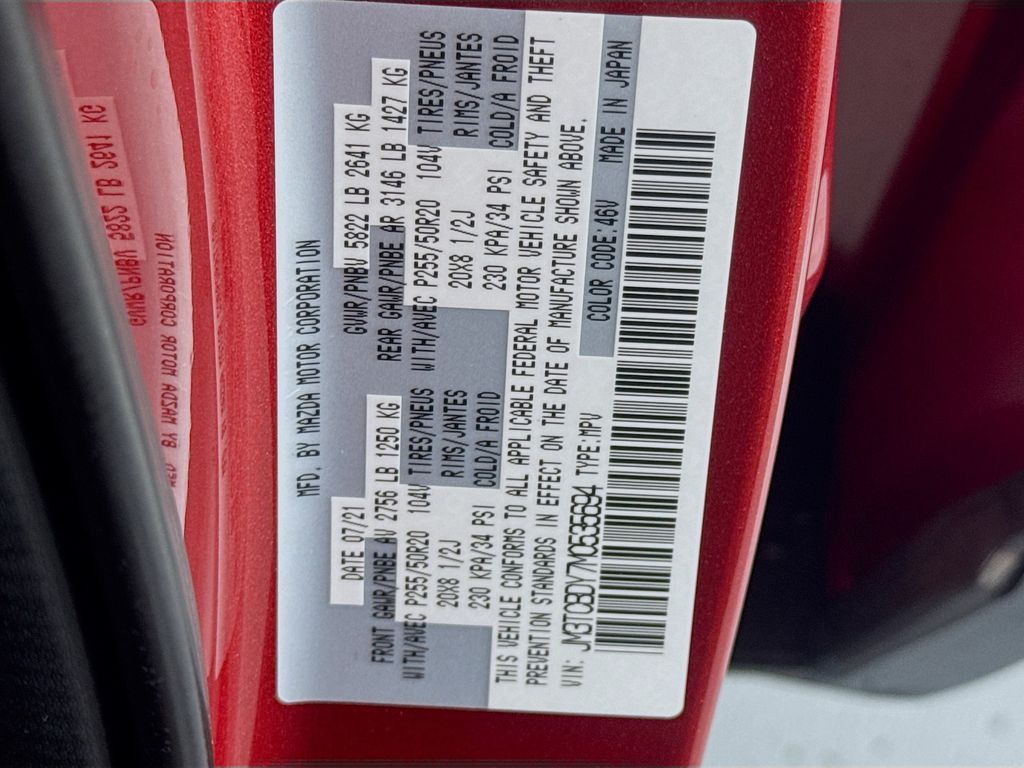 MFD. BY MAZDA MOTOR CORPORATION
DATE 07/21 GVWR/PNBV 5822 LB 2641 KG
FRONT GAWR/PNBE AV 2756 LB 1250 KG REAR GAWR/PNBE AR 3146 LB 1427 KG
WITH/AVEC P255/50R20 104V TIRES/PNEUS WITH/AVEC P255/50R20 104V TIRES/PNEUS
20X8 1/2J RIMS/JANTES 20X8 1/2J RIMS/JANTES
230 KPA/34 PSI COLD/A FROID 230 KPA/34 PSI COLD/A FROID
THIS VEHICLE CONFORMS TO ALL APPLICABLE FEDERAL MOTOR VEHICLE SAFETY AND THEFT
PREVENTION STANDARDS IN EFFECT ON THE DATE OF MANUFACTURE SHOWN ABOVE.
VIN: JM3TCBDY7N0535694 TYPE:MPV COLOR CODE:46V MADE IN JAPAN